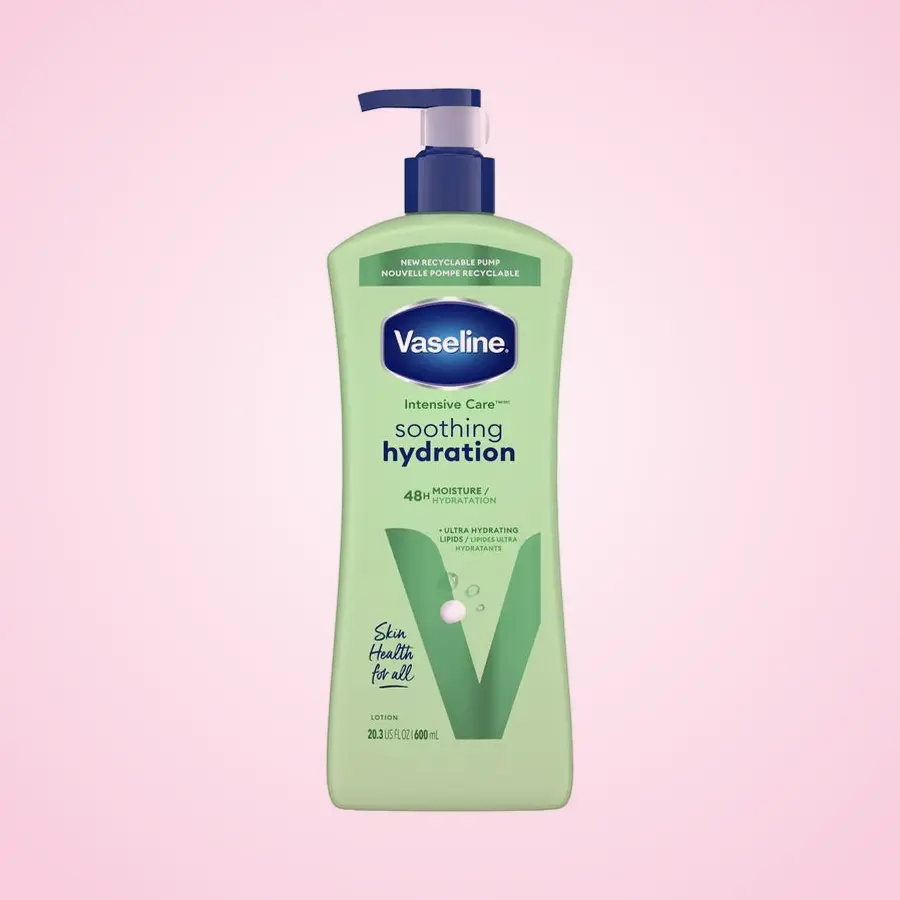 NEW RECYCLABLE PUMP
NOUVELLE POMPE RECYCLABLE
Vaseline
Intensive Care
soothing
hydration
48H MOISTURE /
HYDRATATION
+ ULTRA HYDRATING
LIPIDS / LIPIDES ULTRA
HYDRATANTS
Skin
Health
for all
LOTION
20.3 US FL OZ | 600 mL